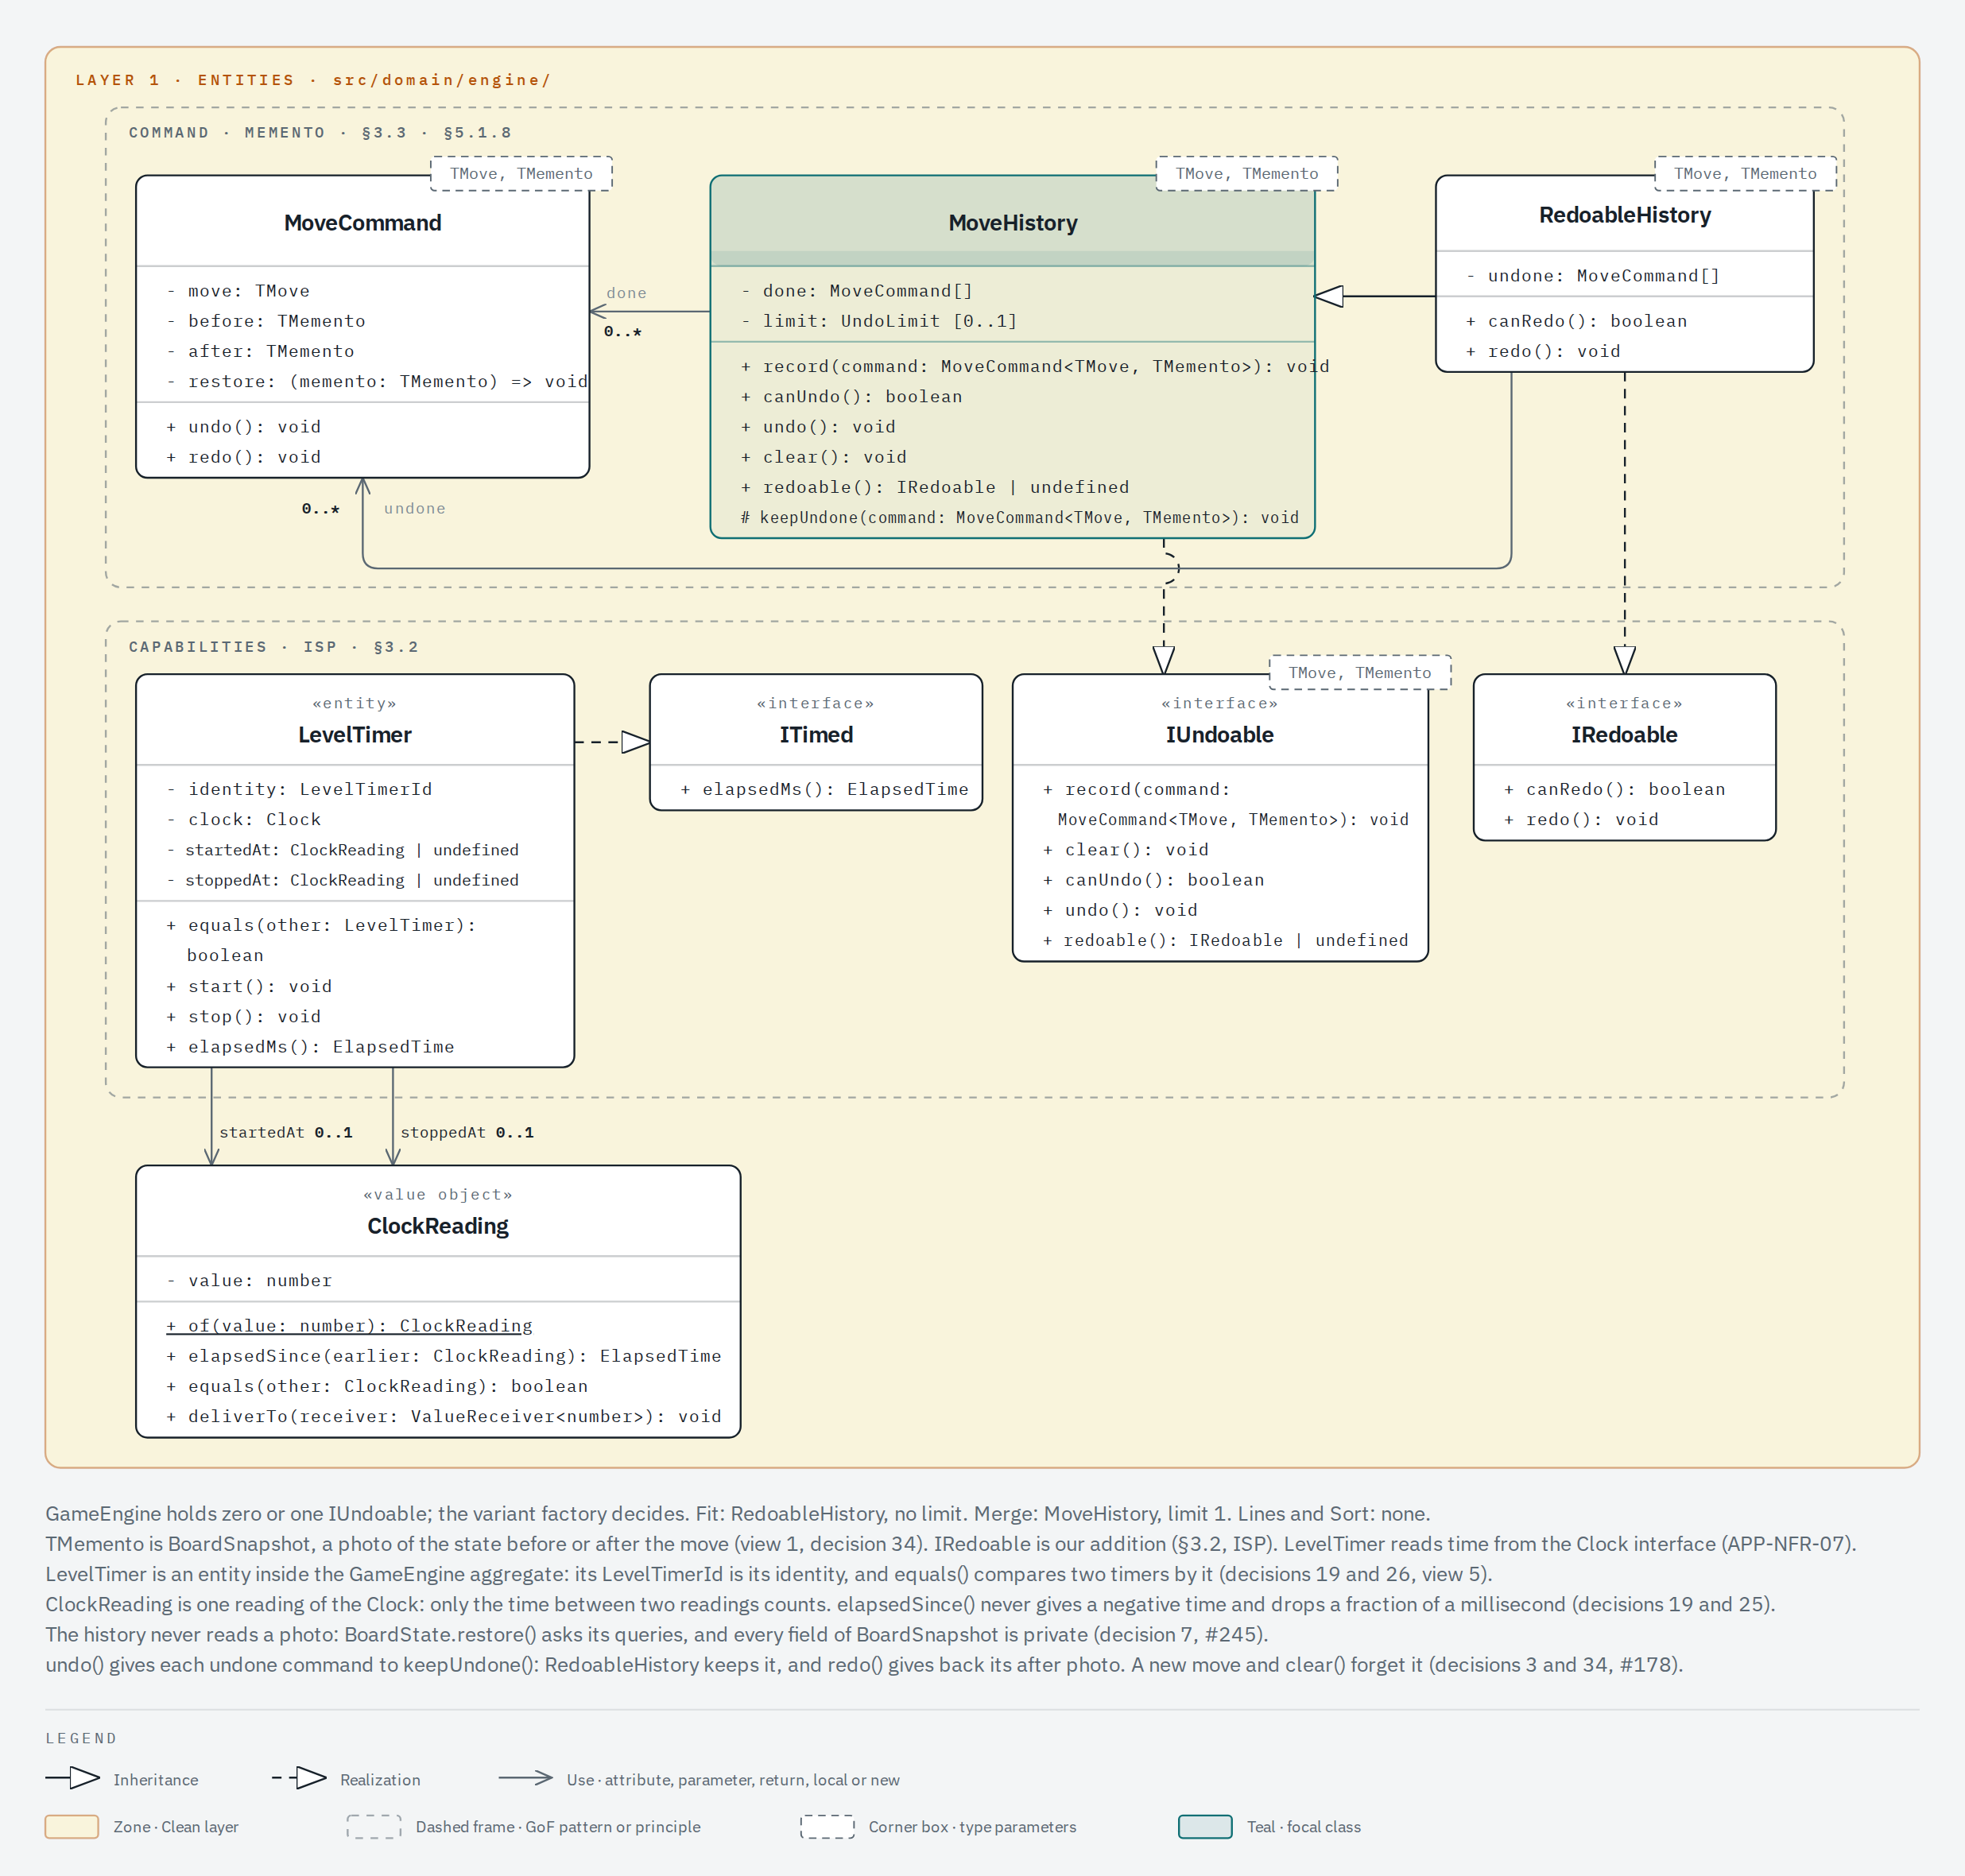 LAYER 1 · ENTITIES · src/domain/engine/
COMMAND · MEMENTO · §3.3 · §5.1.8
TMove, TMemento
MoveCommand
- move: TMove
- before: TMemento
- after: TMemento
- restore: (memento: TMemento) => void
+ undo(): void
+ redo(): void
done
0..*
TMove, TMemento
MoveHistory
- done: MoveCommand[]
- limit: UndoLimit [0..1]
+ record(command: MoveCommand<TMove, TMemento>): void
+ canUndo(): boolean
+ undo(): void
+ clear(): void
+ redoable(): IRedoable | undefined
# keepUndone(command: MoveCommand<TMove, TMemento>): void
TMove, TMemento
RedoableHistory
- undone: MoveCommand[]
+ canRedo(): boolean
+ redo(): void
0..*
undone
CAPABILITIES · ISP · §3.2
«entity»
LevelTimer
- identity: LevelTimerId
- clock: Clock
- startedAt: ClockReading | undefined
- stoppedAt: ClockReading | undefined
+ equals(other: LevelTimer):
boolean
+ start(): void
+ stop(): void
+ elapsedMs(): ElapsedTime
«interface»
ITimed
+ elapsedMs(): ElapsedTime
TMove, TMemento
«interface»
IUndoable
+ record(command:
MoveCommand<TMove, TMemento>): void
+ clear(): void
+ canUndo(): boolean
+ undo(): void
+ redoable(): IRedoable | undefined
«interface»
IRedoable
+ canRedo(): boolean
+ redo(): void
startedAt 0..1
stoppedAt 0..1
«value object»
ClockReading
- value: number
+ of(value: number): ClockReading
+ elapsedSince(earlier: ClockReading): ElapsedTime
+ equals(other: ClockReading): boolean
+ deliverTo(receiver: ValueReceiver<number>): void
GameEngine holds zero or one IUndoable; the variant factory decides. Fit: RedoableHistory, no limit. Merge: MoveHistory, limit 1. Lines and Sort: none.
TMemento is BoardSnapshot, a photo of the state before or after the move (view 1, decision 34). IRedoable is our addition (§3.2, ISP). LevelTimer reads time from the Clock interface (APP-NFR-07).
LevelTimer is an entity inside the GameEngine aggregate: its LevelTimerId is its identity, and equals() compares two timers by it (decisions 19 and 26, view 5).
ClockReading is one reading of the Clock: only the time between two readings counts. elapsedSince() never gives a negative time and drops a fraction of a millisecond (decisions 19 and 25).
The history never reads a photo: BoardState.restore() asks its queries, and every field of BoardSnapshot is private (decision 7, #245).
undo() gives each undone command to keepUndone(): RedoableHistory keeps it, and redo() gives back its after photo. A new move and clear() forget it (decisions 3 and 34, #178).
LEGEND
Inheritance
Realization
Use · attribute, parameter, return, local or new
Zone · Clean layer
Dashed frame · GoF pattern or principle
Corner box · type parameters
Teal · focal class